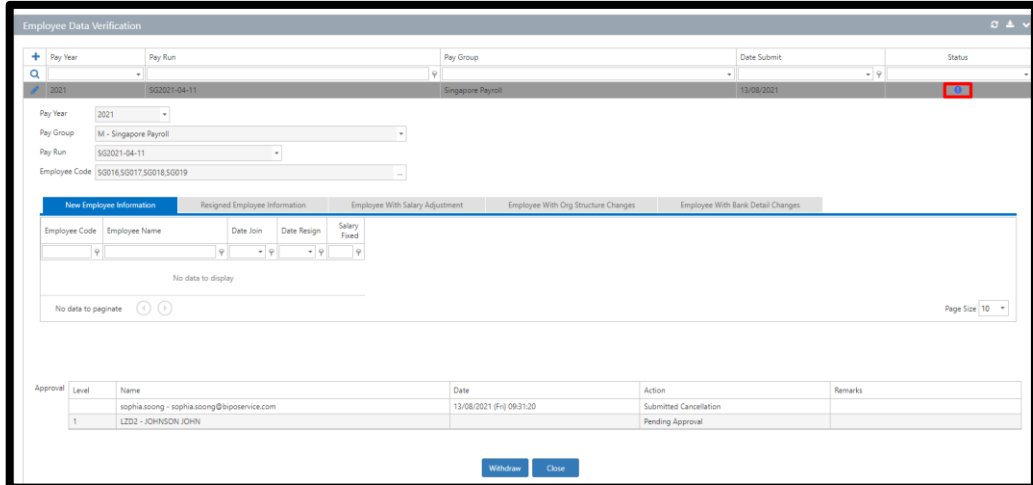 Employee Data Verification
Pay Year Pay Run Pay Group Date Submit Status
2021 SG2021-04-11 Singapore Payroll 13/08/2021
Pay Year 2021
Pay Group M - Singapore Payroll
Pay Run SG2021-04-11
Employee Code SG016,SG017,SG018,SG019 ...
New Employee Information Resigned Employee Information Employee With Salary Adjustment Employee With Org Structure Changes Employee With Bank Detail Changes
Employee Code Employee Name Date Join Date Resign Salary Fixed
No data to display
No data to paginate Page Size 10
Approval Level Name Date Action Remarks
sophia.soong - sophia.soong@biposervice.com 13/08/2021 (Fri) 09:31:20 Submitted Cancellation
1 LZD2 - JOHNSON JOHN Pending Approval
Withdraw Close